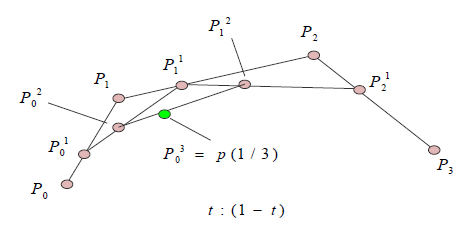 P₁²
P₂
P₁¹
P₁
P₀²
P₂¹
P₀¹
P₀³ = p (1 / 3)
P₃
P₀
t : (1 − t)